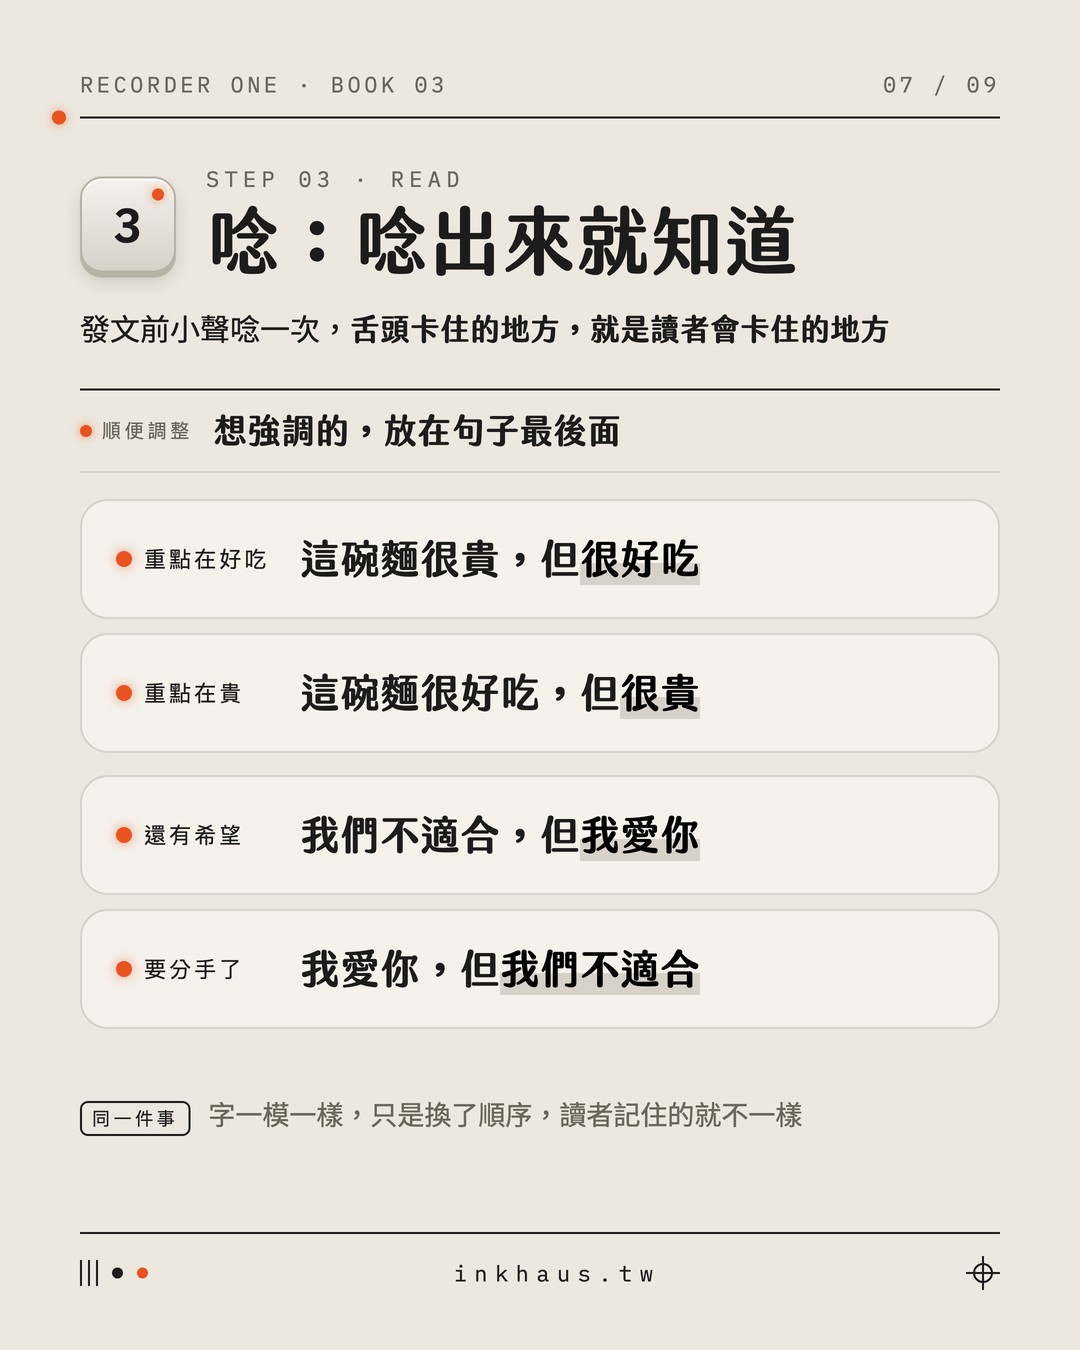 RECORDER ONE · BOOK 03
07 / 09
STEP 03 · READ
3
唸：唸出來就知道
發文前小聲唸一次，舌頭卡住的地方，就是讀者會卡住的地方
順便調整 想強調的，放在句子最後面
重點在好吃 這碗麵很貴，但很好吃
重點在貴 這碗麵很好吃，但很貴
還有希望 我們不適合，但我愛你
要分手了 我愛你，但我們不適合
同一件事 字一模一樣，只是換了順序，讀者記住的就不一樣
inkhaus.tw